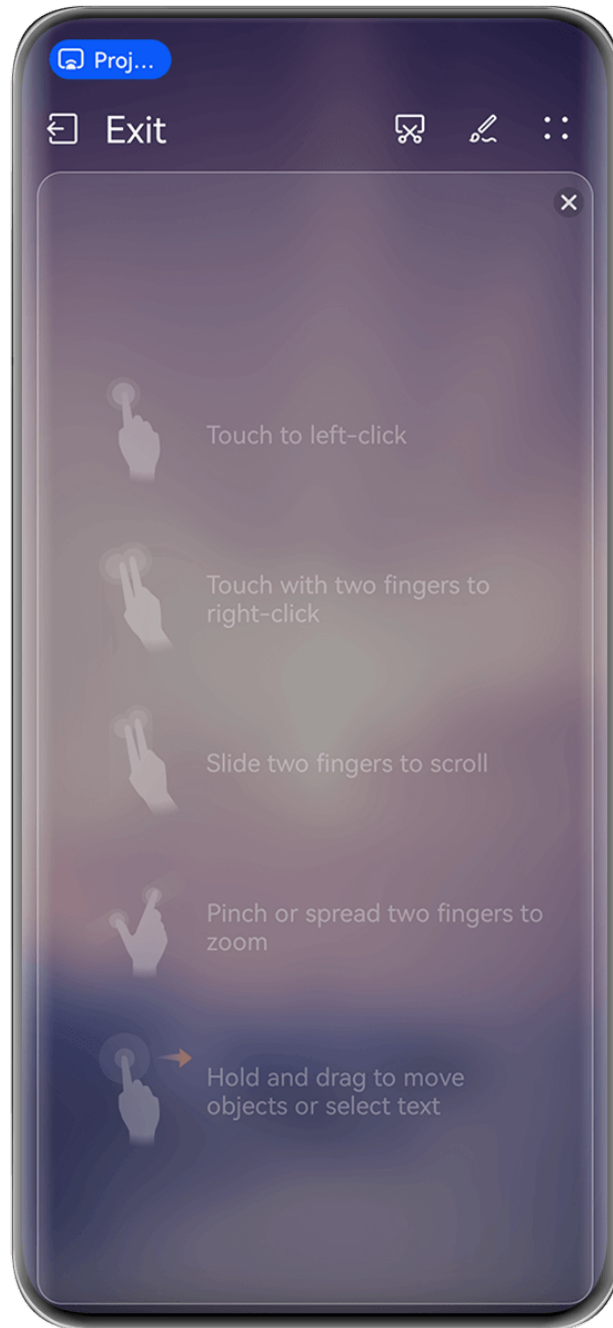 Proj...
Exit
Touch to left-click
Touch with two fingers to
right-click
Slide two fingers to scroll
Pinch or spread two fingers to
zoom
Hold and drag to move
objects or select text